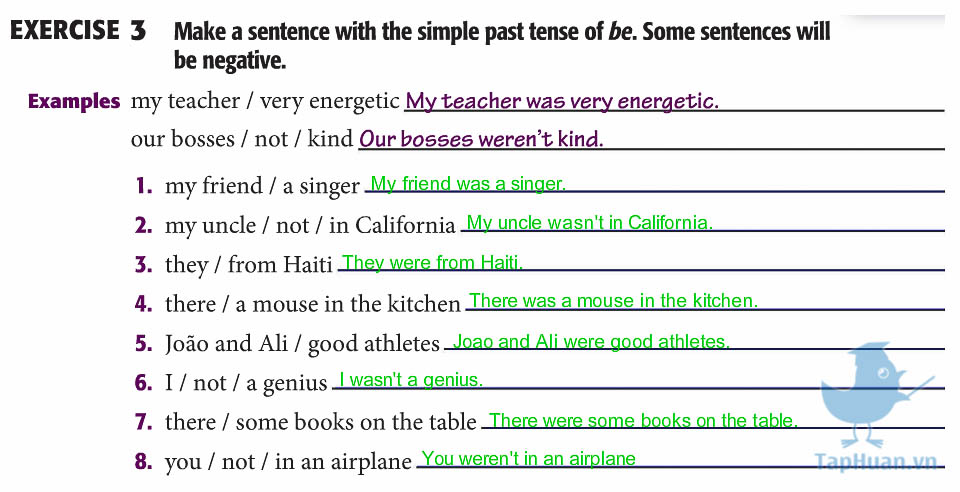 EXERCISE 3 Make a sentence with the simple past tense of be. Some sentences will
be negative.
Examples my teacher / very energetic My teacher was very energetic.
our bosses / not / kind Our bosses weren't kind.
1. my friend / a singer My friend was a singer.
2. my uncle / not / in California My uncle wasn't in California.
3. they / from Haiti They were from Haiti.
4. there / a mouse in the kitchen There was a mouse in the kitchen.
5. João and Ali / good athletes Joao and Ali were good athletes.
6. I / not / a genius I wasn't a genius.
7. there / some books on the table There were some books on the table.
8. you / not / in an airplane You weren't in an airplane
TapHuan.vn